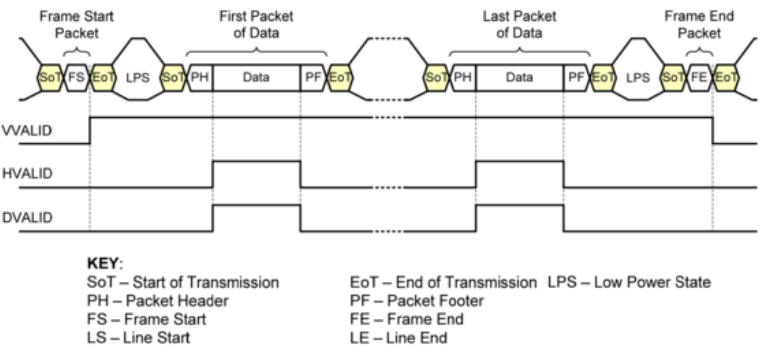 Frame Start Packet
First Packet of Data
Last Packet of Data
Frame End Packet
SoT FS EoT LPS SoT PH Data PF EoT SoT PH Data PF EoT LPS SoT FE EoT
VVALID
HVALID
DVALID
KEY:
SoT – Start of Transmission EoT – End of Transmission LPS – Low Power State
PH – Packet Header PF – Packet Footer
FS – Frame Start FE – Frame End
LS – Line Start LE – Line End